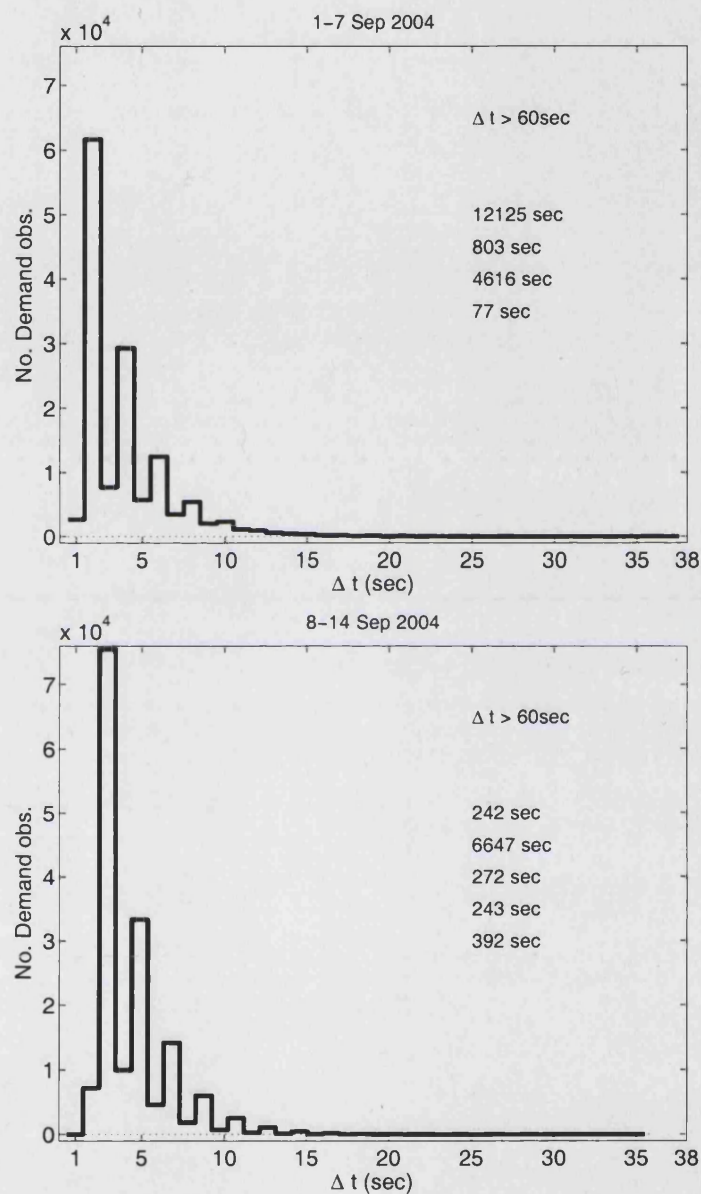 1–7 Sep 2004
x 10^4
7
6
5
4
3
2
1
0
No. Demand obs.
Δ t > 60sec
12125 sec
803 sec
4616 sec
77 sec
1 5 10 15 20 25 30 35 38
Δ t (sec)
8–14 Sep 2004
x 10^4
7
6
5
4
3
2
1
0
No. Demand obs.
Δ t > 60sec
242 sec
6647 sec
272 sec
243 sec
392 sec
1 5 10 15 20 25 30 35 38
Δ t (sec)